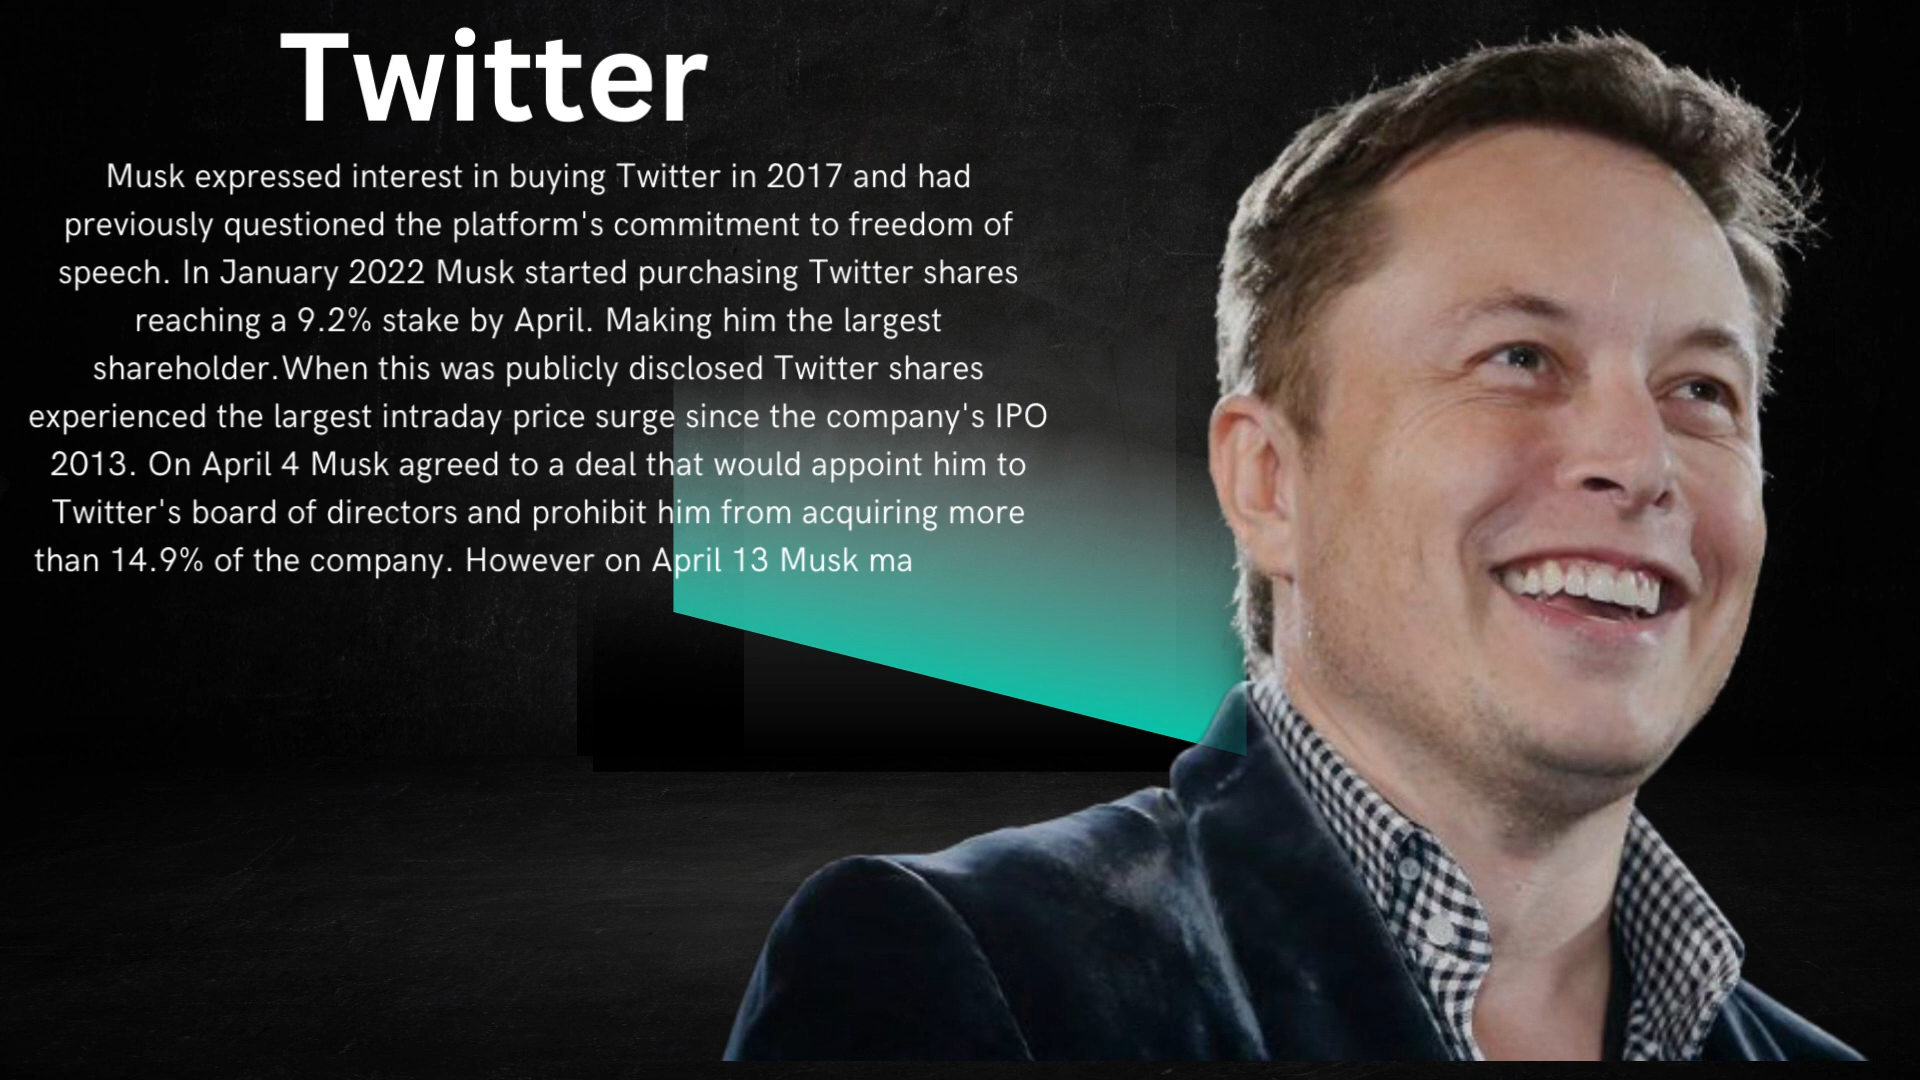 Twitter
Musk expressed interest in buying Twitter in 2017 and had
previously questioned the platform's commitment to freedom of
speech. In January 2022 Musk started purchasing Twitter shares
reaching a 9.2% stake by April. Making him the largest
shareholder.When this was publicly disclosed Twitter shares
experienced the largest intraday price surge since the company's IPO
2013. On April 4 Musk agreed to a deal that would appoint him to
Twitter's board of directors and prohibit him from acquiring more
than 14.9% of the company. However on April 13 Musk ma